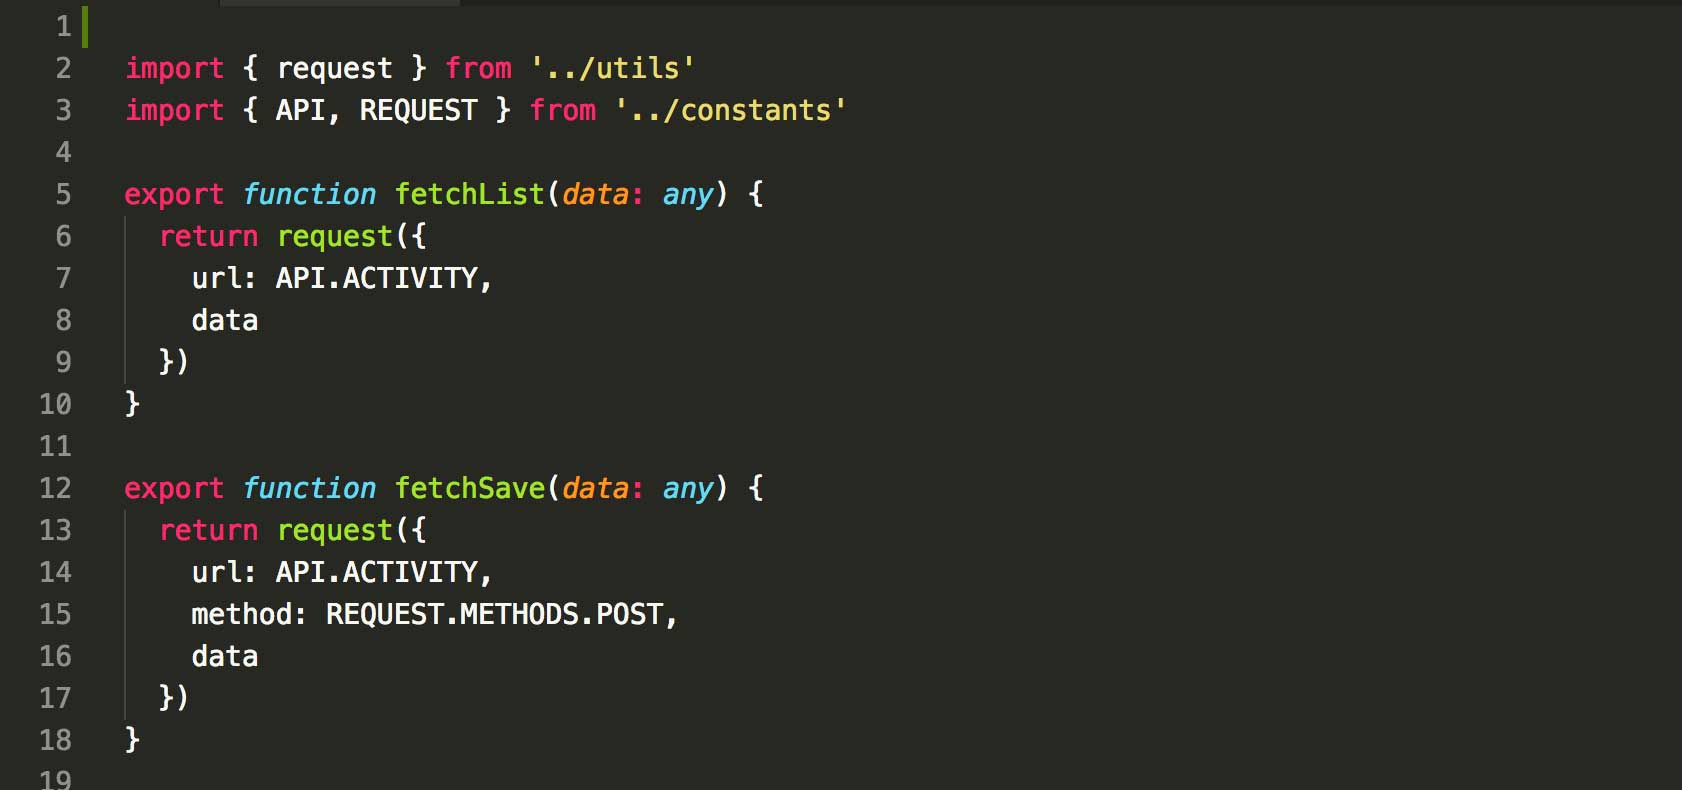 1
2 import { request } from '../utils'
3 import { API, REQUEST } from '../constants'
4
5 export function fetchList(data: any) {
6   return request({
7     url: API.ACTIVITY,
8     data
9   })
10 }
11
12 export function fetchSave(data: any) {
13   return request({
14     url: API.ACTIVITY,
15     method: REQUEST.METHODS.POST,
16     data
17   })
18 }
19